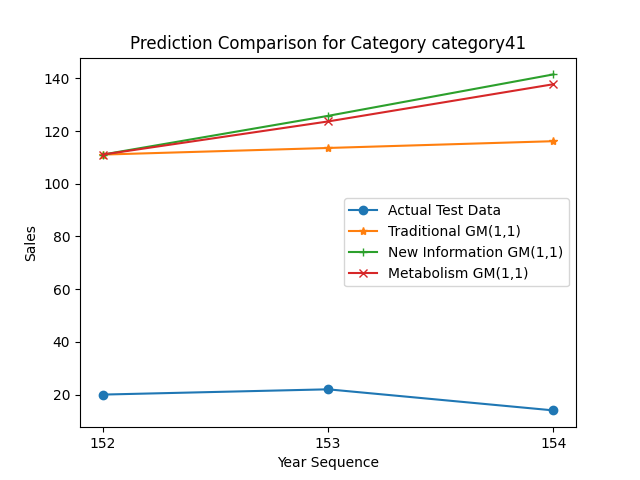 Prediction Comparison for Category category41
Sales
140
120
100
80
60
40
20
Actual Test Data
Traditional GM(1,1)
New Information GM(1,1)
Metabolism GM(1,1)
152
153
154
Year Sequence